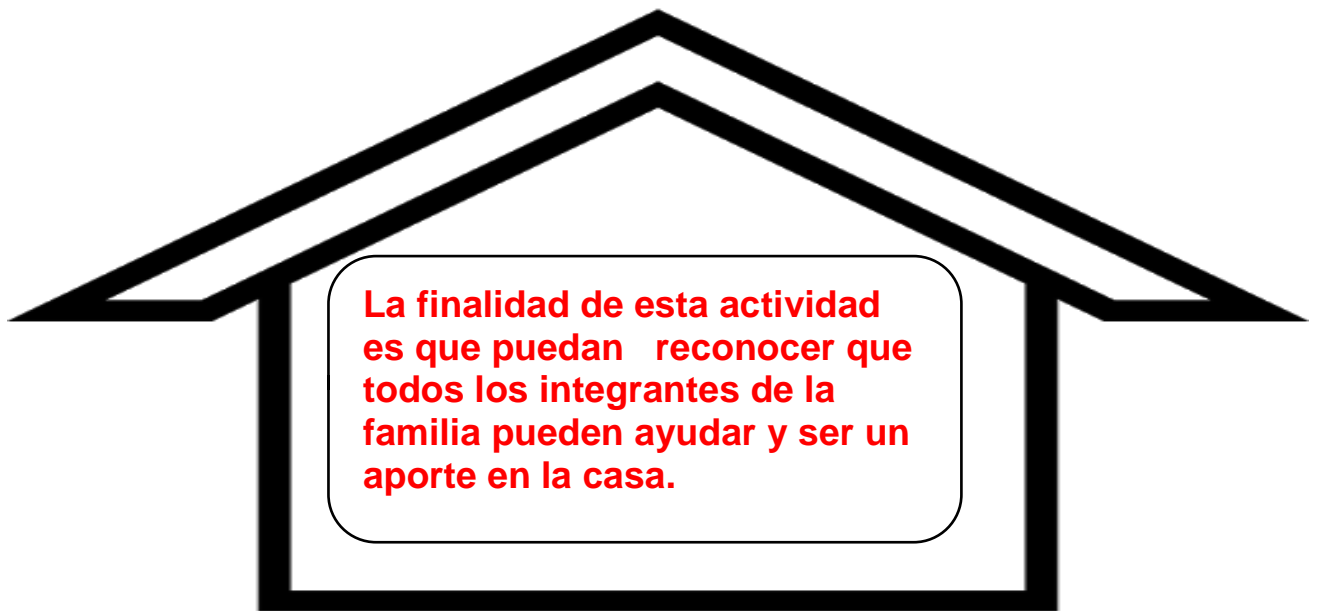 La finalidad de esta actividad
es que puedan   reconocer que
todos los integrantes de la
familia pueden ayudar y ser un
aporte en la casa.